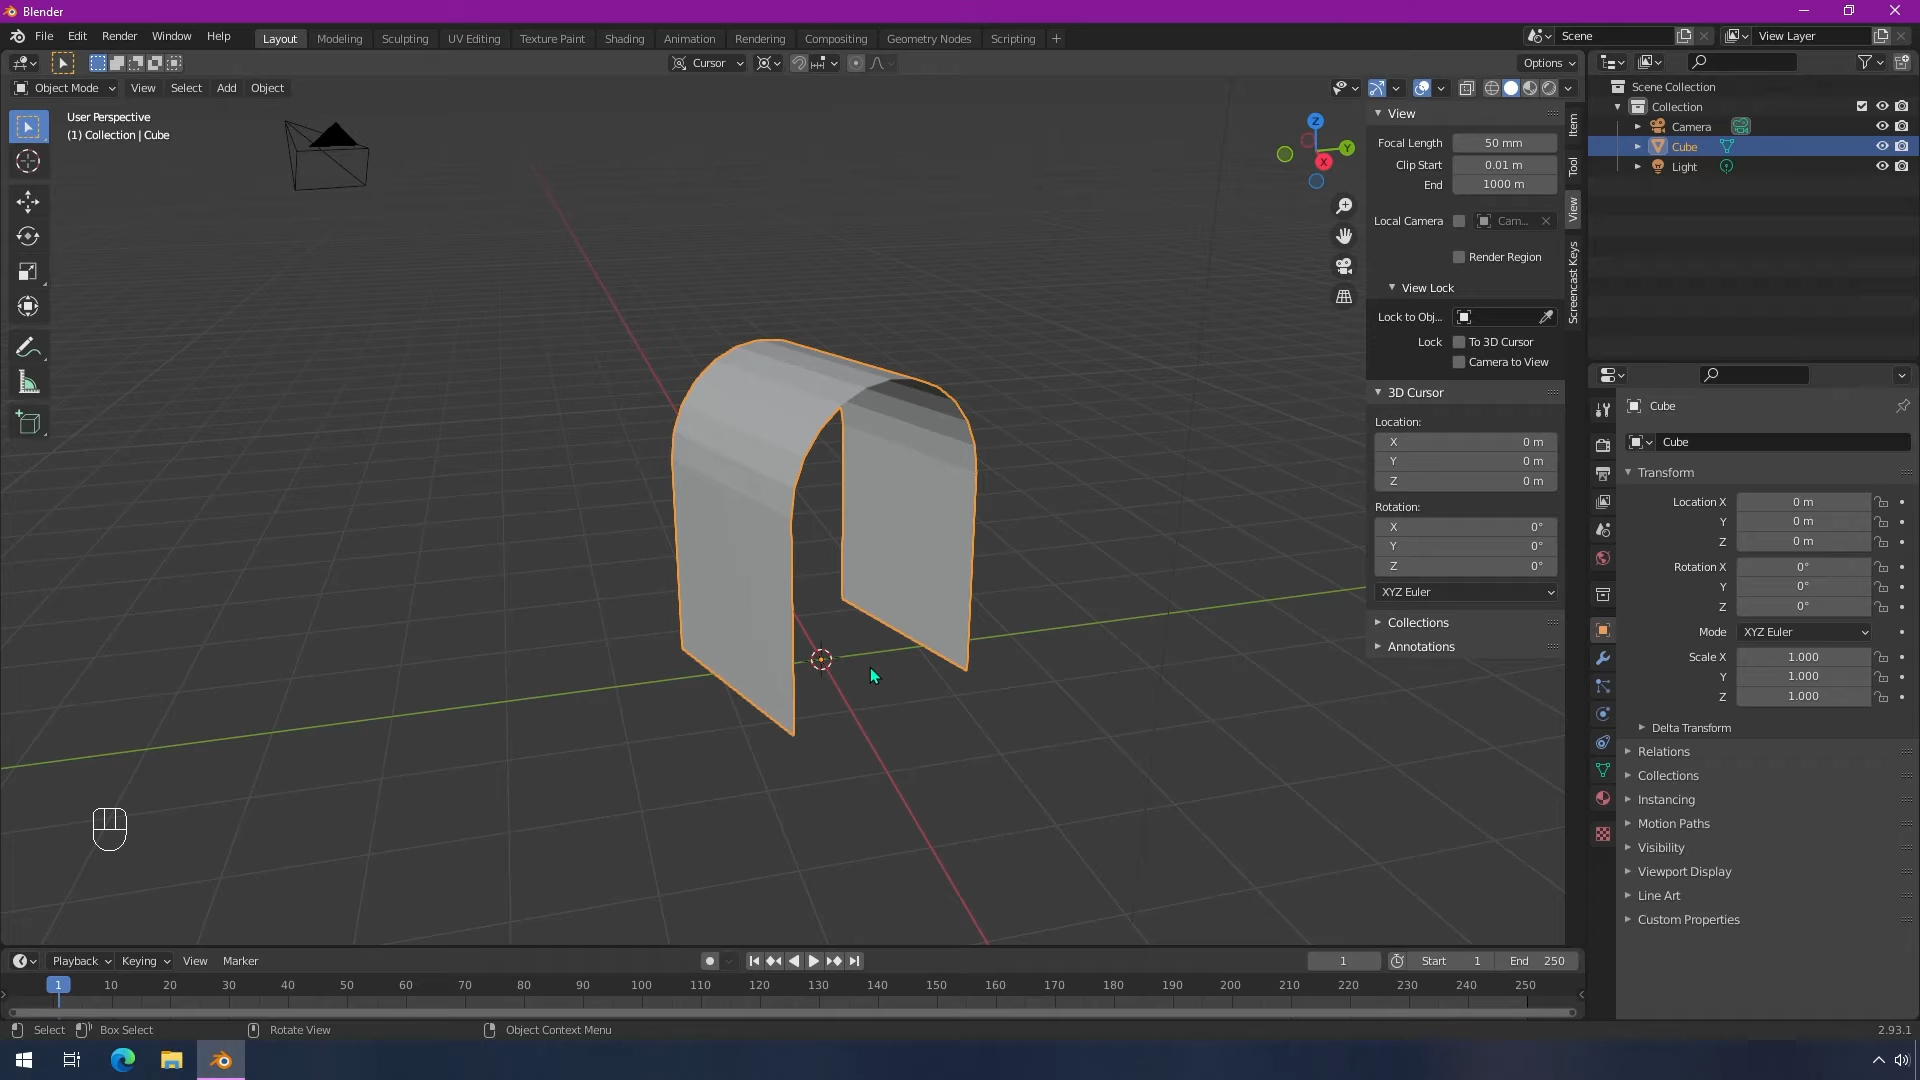 Blender
File Edit Render Window Help Layout Modeling Sculpting UV Editing Texture Paint Shading Animation Rendering Compositing Geometry Nodes Scripting + Scene View Layer
Cursor Options
Object Mode View Select Add Object
User Perspective
(1) Collection | Cube
Z
Y
X
View
Focal Length 50 mm
Clip Start 0.01 m
End 1000 m
Local Camera Cam...
Render Region
View Lock
Lock to Obj...
Lock To 3D Cursor
Camera to View
3D Cursor
Location:
X 0 m
Y 0 m
Z 0 m
Rotation:
X 0°
Y 0°
Z 0°
XYZ Euler
Collections
Annotations
Item
Tool
View
Screencast Keys
Scene Collection
Collection
Camera
Cube
Light
Cube
Cube
Transform
Location X 0 m
Y 0 m
Z 0 m
Rotation X 0°
Y 0°
Z 0°
Mode XYZ Euler
Scale X 1.000
Y 1.000
Z 1.000
Delta Transform
Relations
Collections
Instancing
Motion Paths
Visibility
Viewport Display
Line Art
Custom Properties
Playback Keying View Marker 1 Start 1 End 250
1 10 20 30 40 50 60 70 80 90 100 110 120 130 140 150 160 170 180 190 200 210 220 230 240 250
Select Box Select Rotate View Object Context Menu 2.93.1